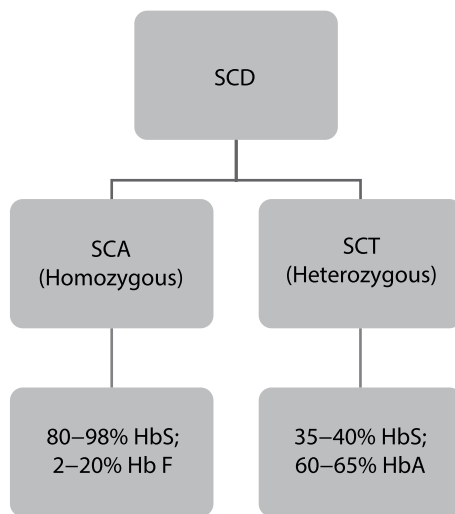 SCD
SCA
(Homozygous)
SCT
(Heterozygous)
80–98% HbS;
2–20% Hb F
35–40% HbS;
60–65% HbA